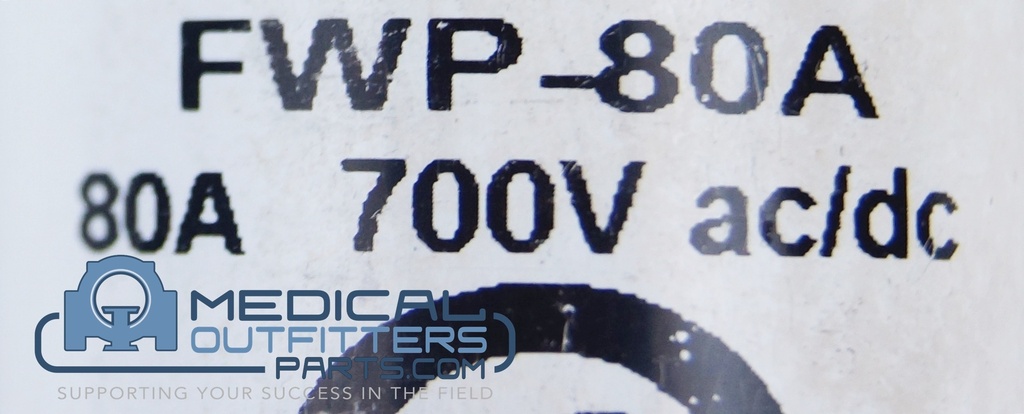 FWP-80A
80A 700V ac/dc
MEDICAL
OUTFITTERS
PARTS.COM
SUPPORTING YOUR SUCCESS IN THE FIELD